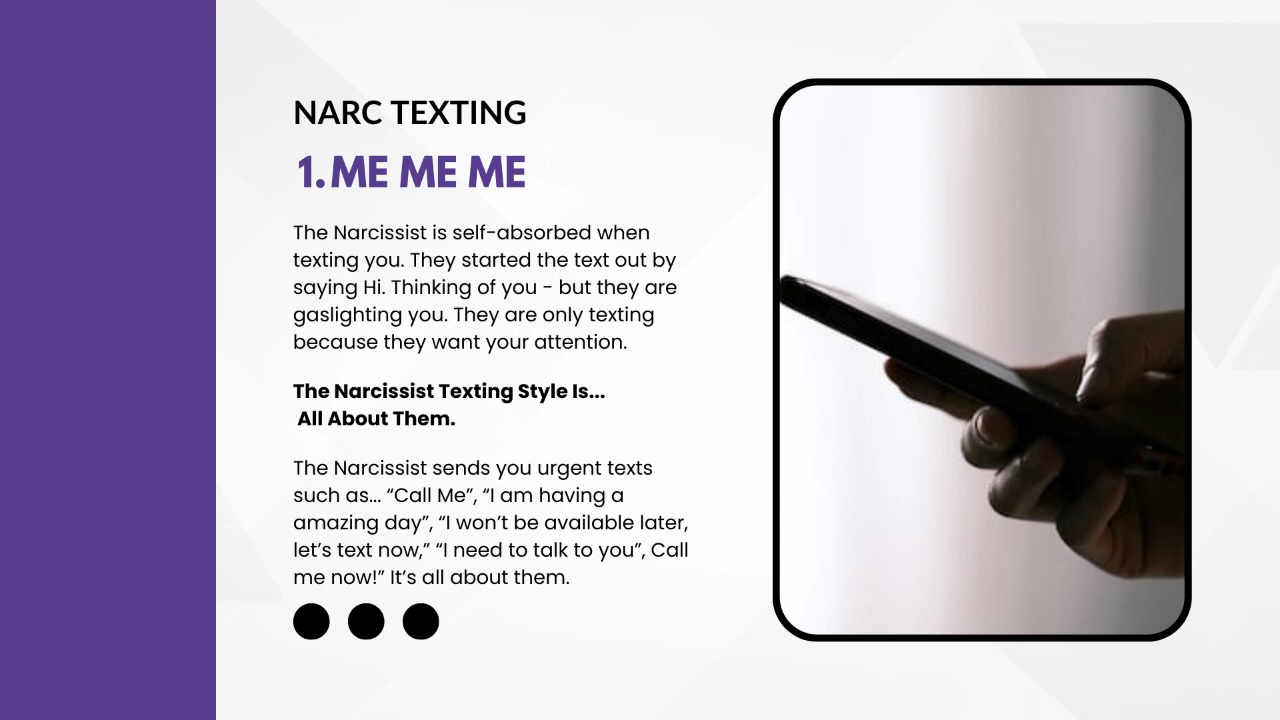 NARC TEXTING
1.ME ME ME
The Narcissist is self-absorbed when
texting you. They started the text out by
saying Hi. Thinking of you - but they are
gaslighting you. They are only texting
because they want your attention.
The Narcissist Texting Style Is...
All About Them.
The Narcissist sends you urgent texts
such as... “Call Me”, “I am having a
amazing day”, “I won’t be available later,
let’s text now,” “I need to talk to you”, Call
me now!” It’s all about them.